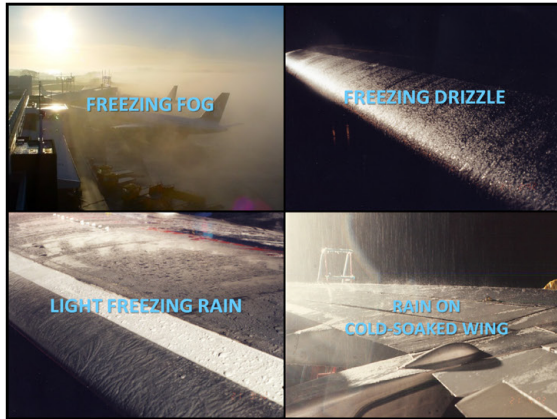 FREEZING FOG
FREEZING DRIZZLE
LIGHT FREEZING RAIN
RAIN ON
COLD-SOAKED WING